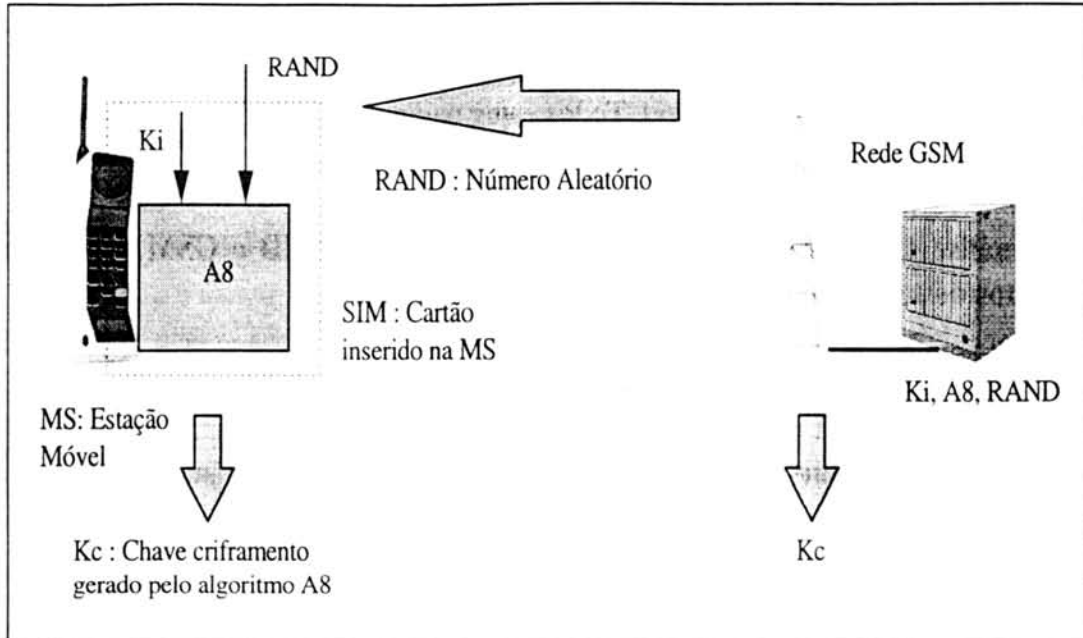 RAND
Ki
A8
RAND : Número Aleatório
Rede GSM
SIM : Cartão
inserido na MS
Ki, A8, RAND
MS: Estação
Móvel
Kc : Chave criframento
gerado pelo algoritmo A8
Kc